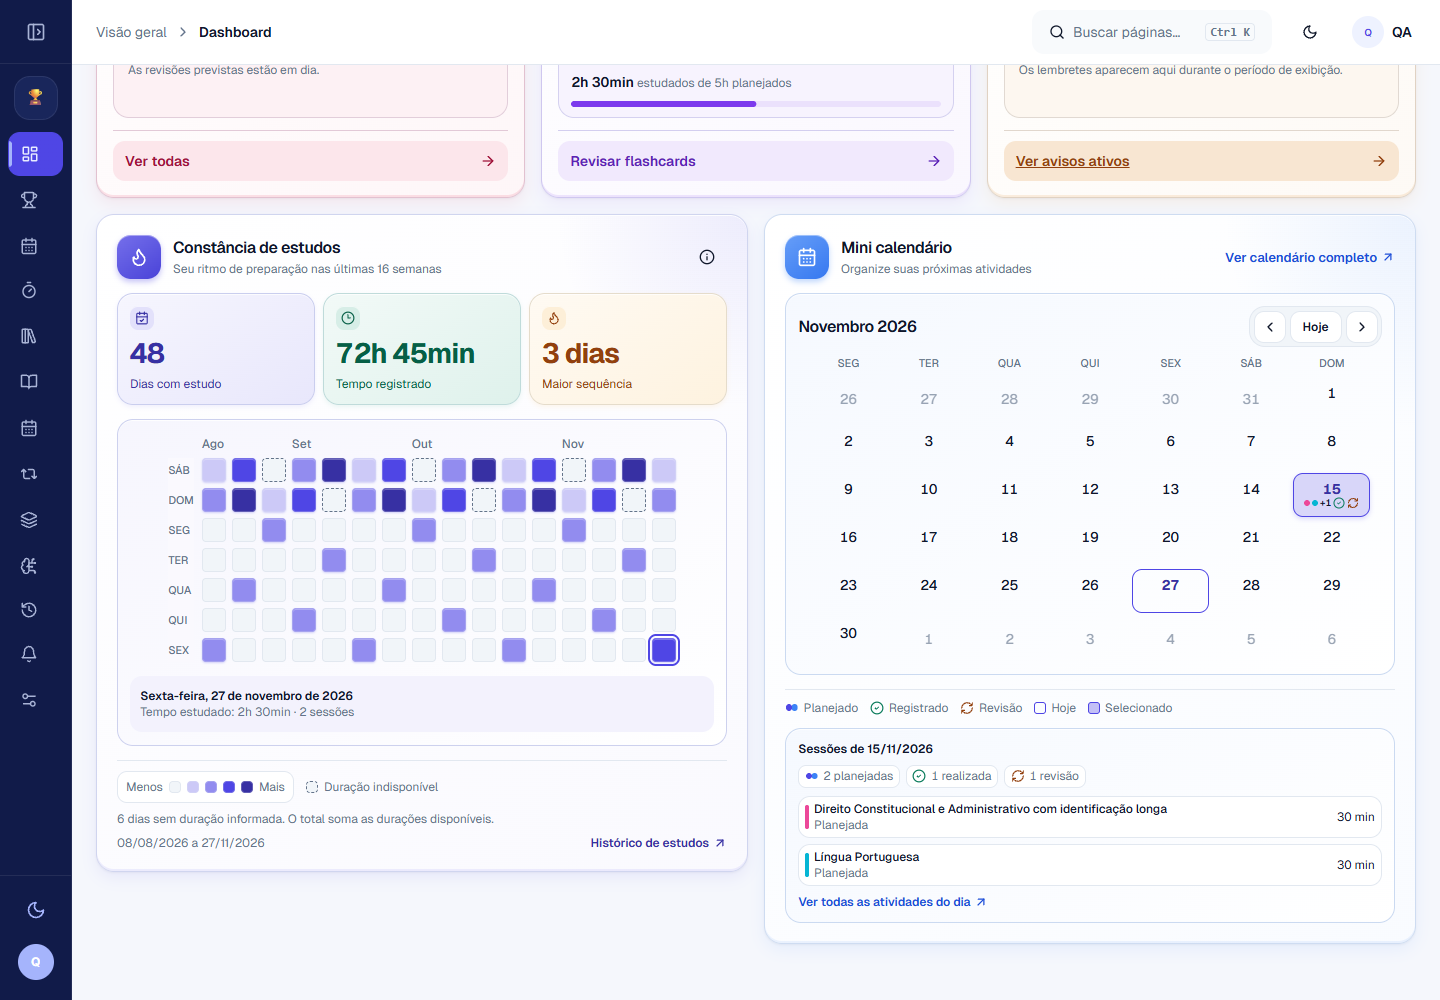 Visão geral
Dashboard
Buscar páginas...
Ctrl K
Q
QA
As revisões previstas estão em dia.
Ver todas
2h 30min estudados de 5h planejados
Revisar flashcards
Os lembretes aparecem aqui durante o período de exibição.
Ver avisos ativos
Constância de estudos
Seu ritmo de preparação nas últimas 16 semanas
48
Dias com estudo
72h 45min
Tempo registrado
3 dias
Maior sequência
Ago Set Out Nov
SÁB
DOM
SEG
TER
QUA
QUI
SEX
Sexta-feira, 27 de novembro de 2026
Tempo estudado: 2h 30min · 2 sessões
Menos Mais Duração indisponível
6 dias sem duração informada. O total soma as durações disponíveis.
08/08/2026 a 27/11/2026
Histórico de estudos
Mini calendário
Organize suas próximas atividades
Ver calendário completo
Novembro 2026
Hoje
SEG TER QUA QUI SEX SÁB DOM
26 27 28 29 30 31 1
2 3 4 5 6 7 8
9 10 11 12 13 14 15
+1
16 17 18 19 20 21 22
23 24 25 26 27 28 29
30 1 2 3 4 5 6
Planejado Registrado Revisão Hoje Selecionado
Sessões de 15/11/2026
2 planejadas 1 realizada 1 revisão
Direito Constitucional e Administrativo com identificação longa
Planejada
30 min
Língua Portuguesa
Planejada
30 min
Ver todas as atividades do dia
Q